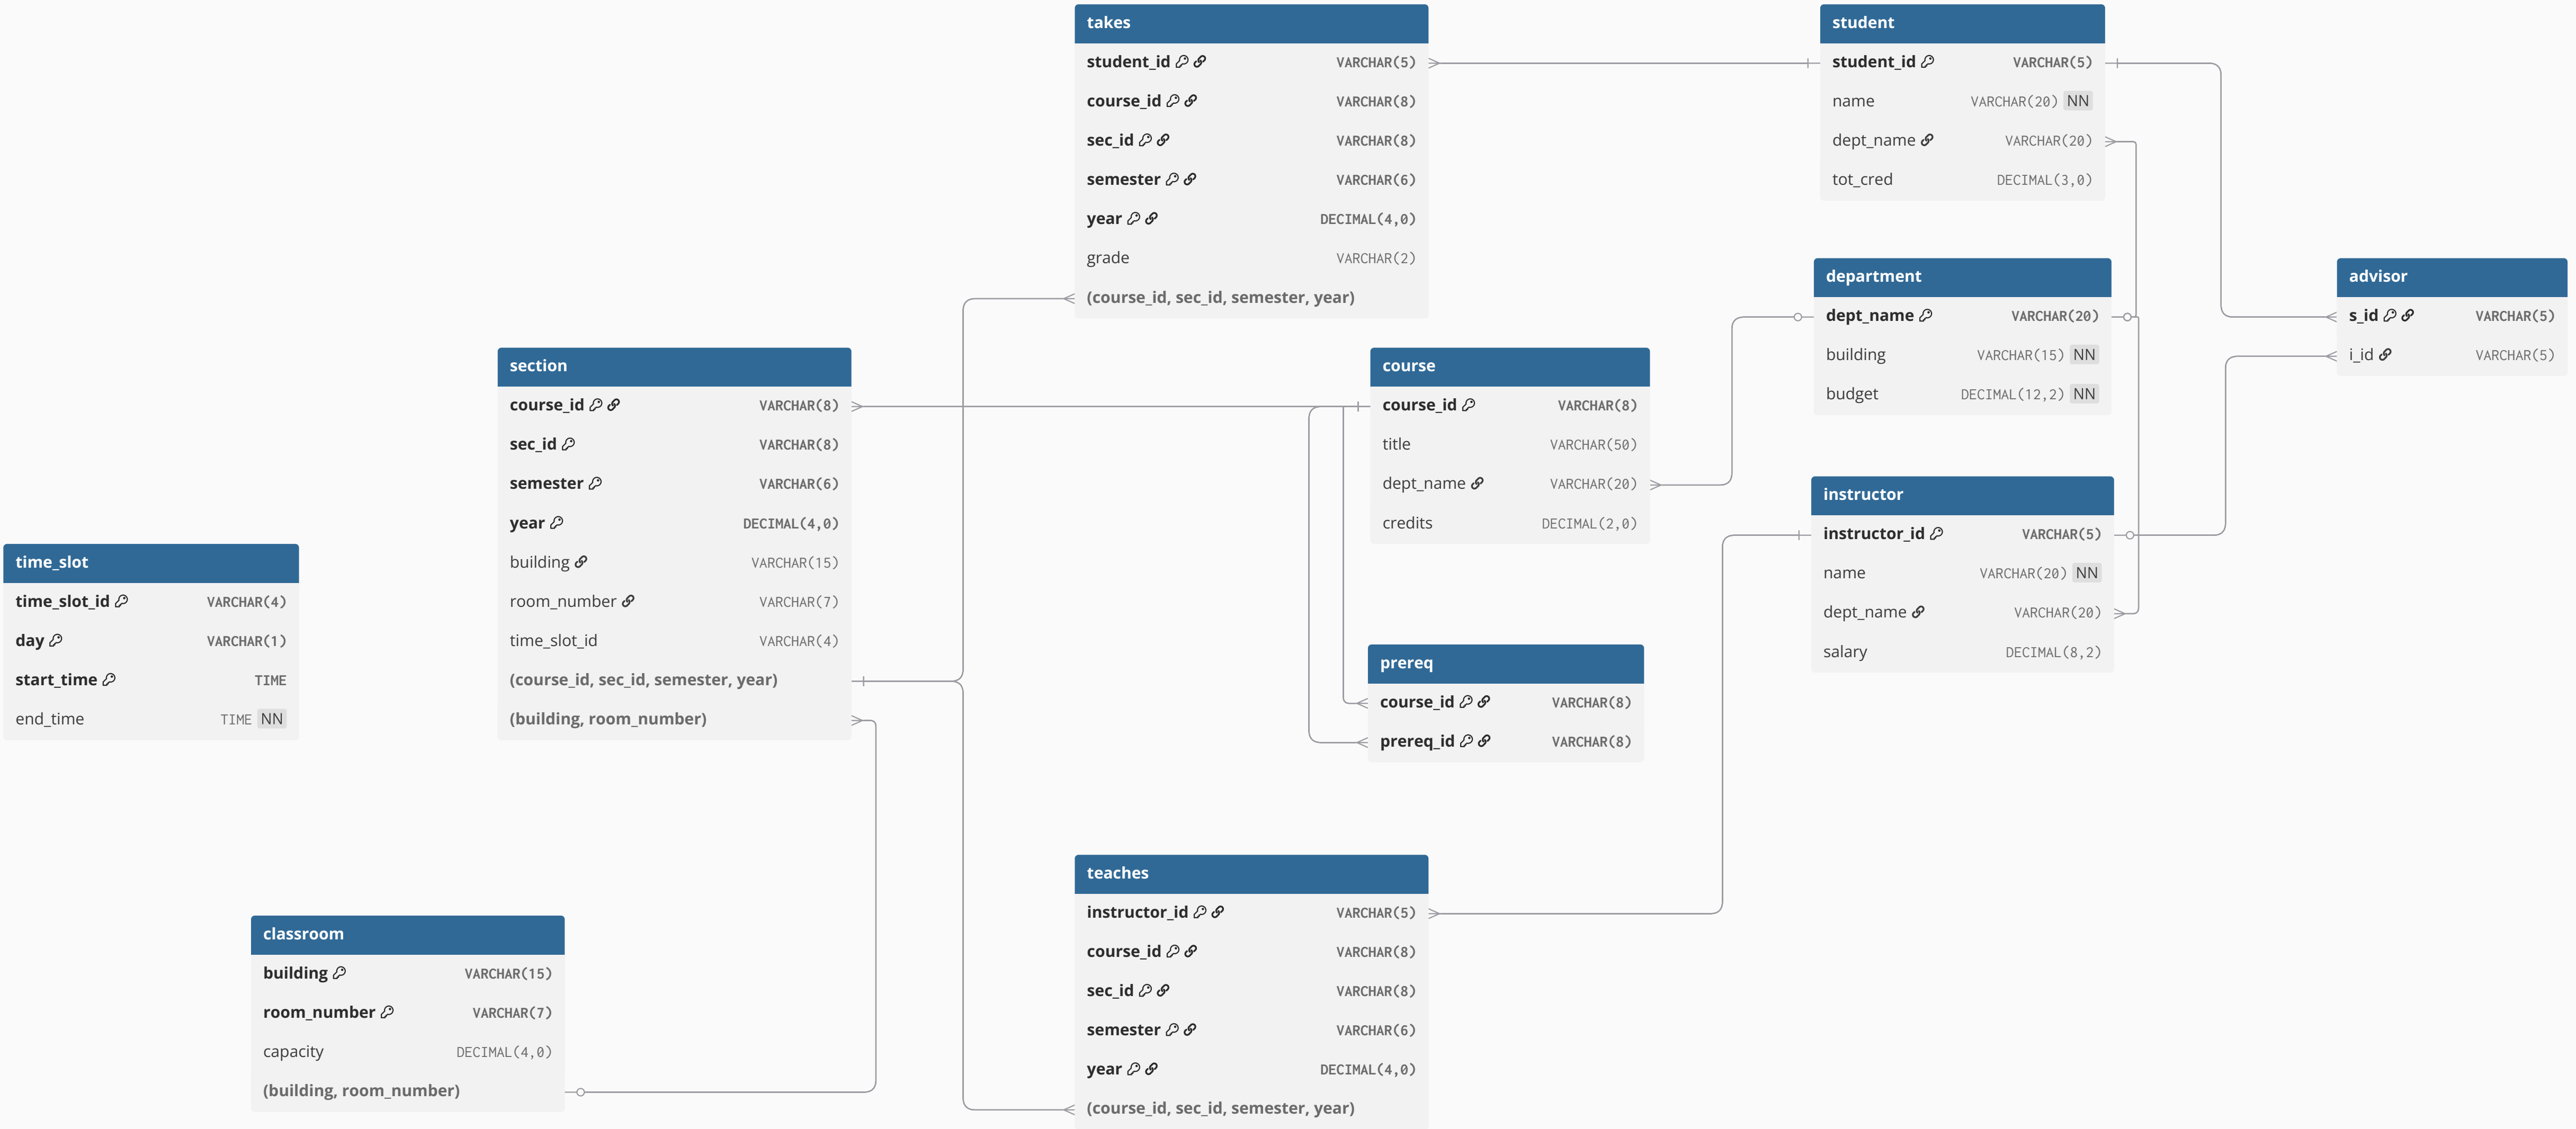 takes
student_id VARCHAR(5)
course_id VARCHAR(8)
sec_id VARCHAR(8)
semester VARCHAR(6)
year DECIMAL(4,0)
grade VARCHAR(2)
(course_id, sec_id, semester, year)
student
student_id VARCHAR(5)
name VARCHAR(20) NN
dept_name VARCHAR(20)
tot_cred DECIMAL(3,0)
department
dept_name VARCHAR(20)
building VARCHAR(15) NN
budget DECIMAL(12,2) NN
advisor
s_id VARCHAR(5)
i_id VARCHAR(5)
section
course_id VARCHAR(8)
sec_id VARCHAR(8)
semester VARCHAR(6)
year DECIMAL(4,0)
building VARCHAR(15)
room_number VARCHAR(7)
time_slot_id VARCHAR(4)
(course_id, sec_id, semester, year)
(building, room_number)
course
course_id VARCHAR(8)
title VARCHAR(50)
dept_name VARCHAR(20)
credits DECIMAL(2,0)
instructor
instructor_id VARCHAR(5)
name VARCHAR(20) NN
dept_name VARCHAR(20)
salary DECIMAL(8,2)
time_slot
time_slot_id VARCHAR(4)
day VARCHAR(1)
start_time TIME
end_time TIME NN
prereq
course_id VARCHAR(8)
prereq_id VARCHAR(8)
teaches
instructor_id VARCHAR(5)
course_id VARCHAR(8)
sec_id VARCHAR(8)
semester VARCHAR(6)
year DECIMAL(4,0)
(course_id, sec_id, semester, year)
classroom
building VARCHAR(15)
room_number VARCHAR(7)
capacity DECIMAL(4,0)
(building, room_number)